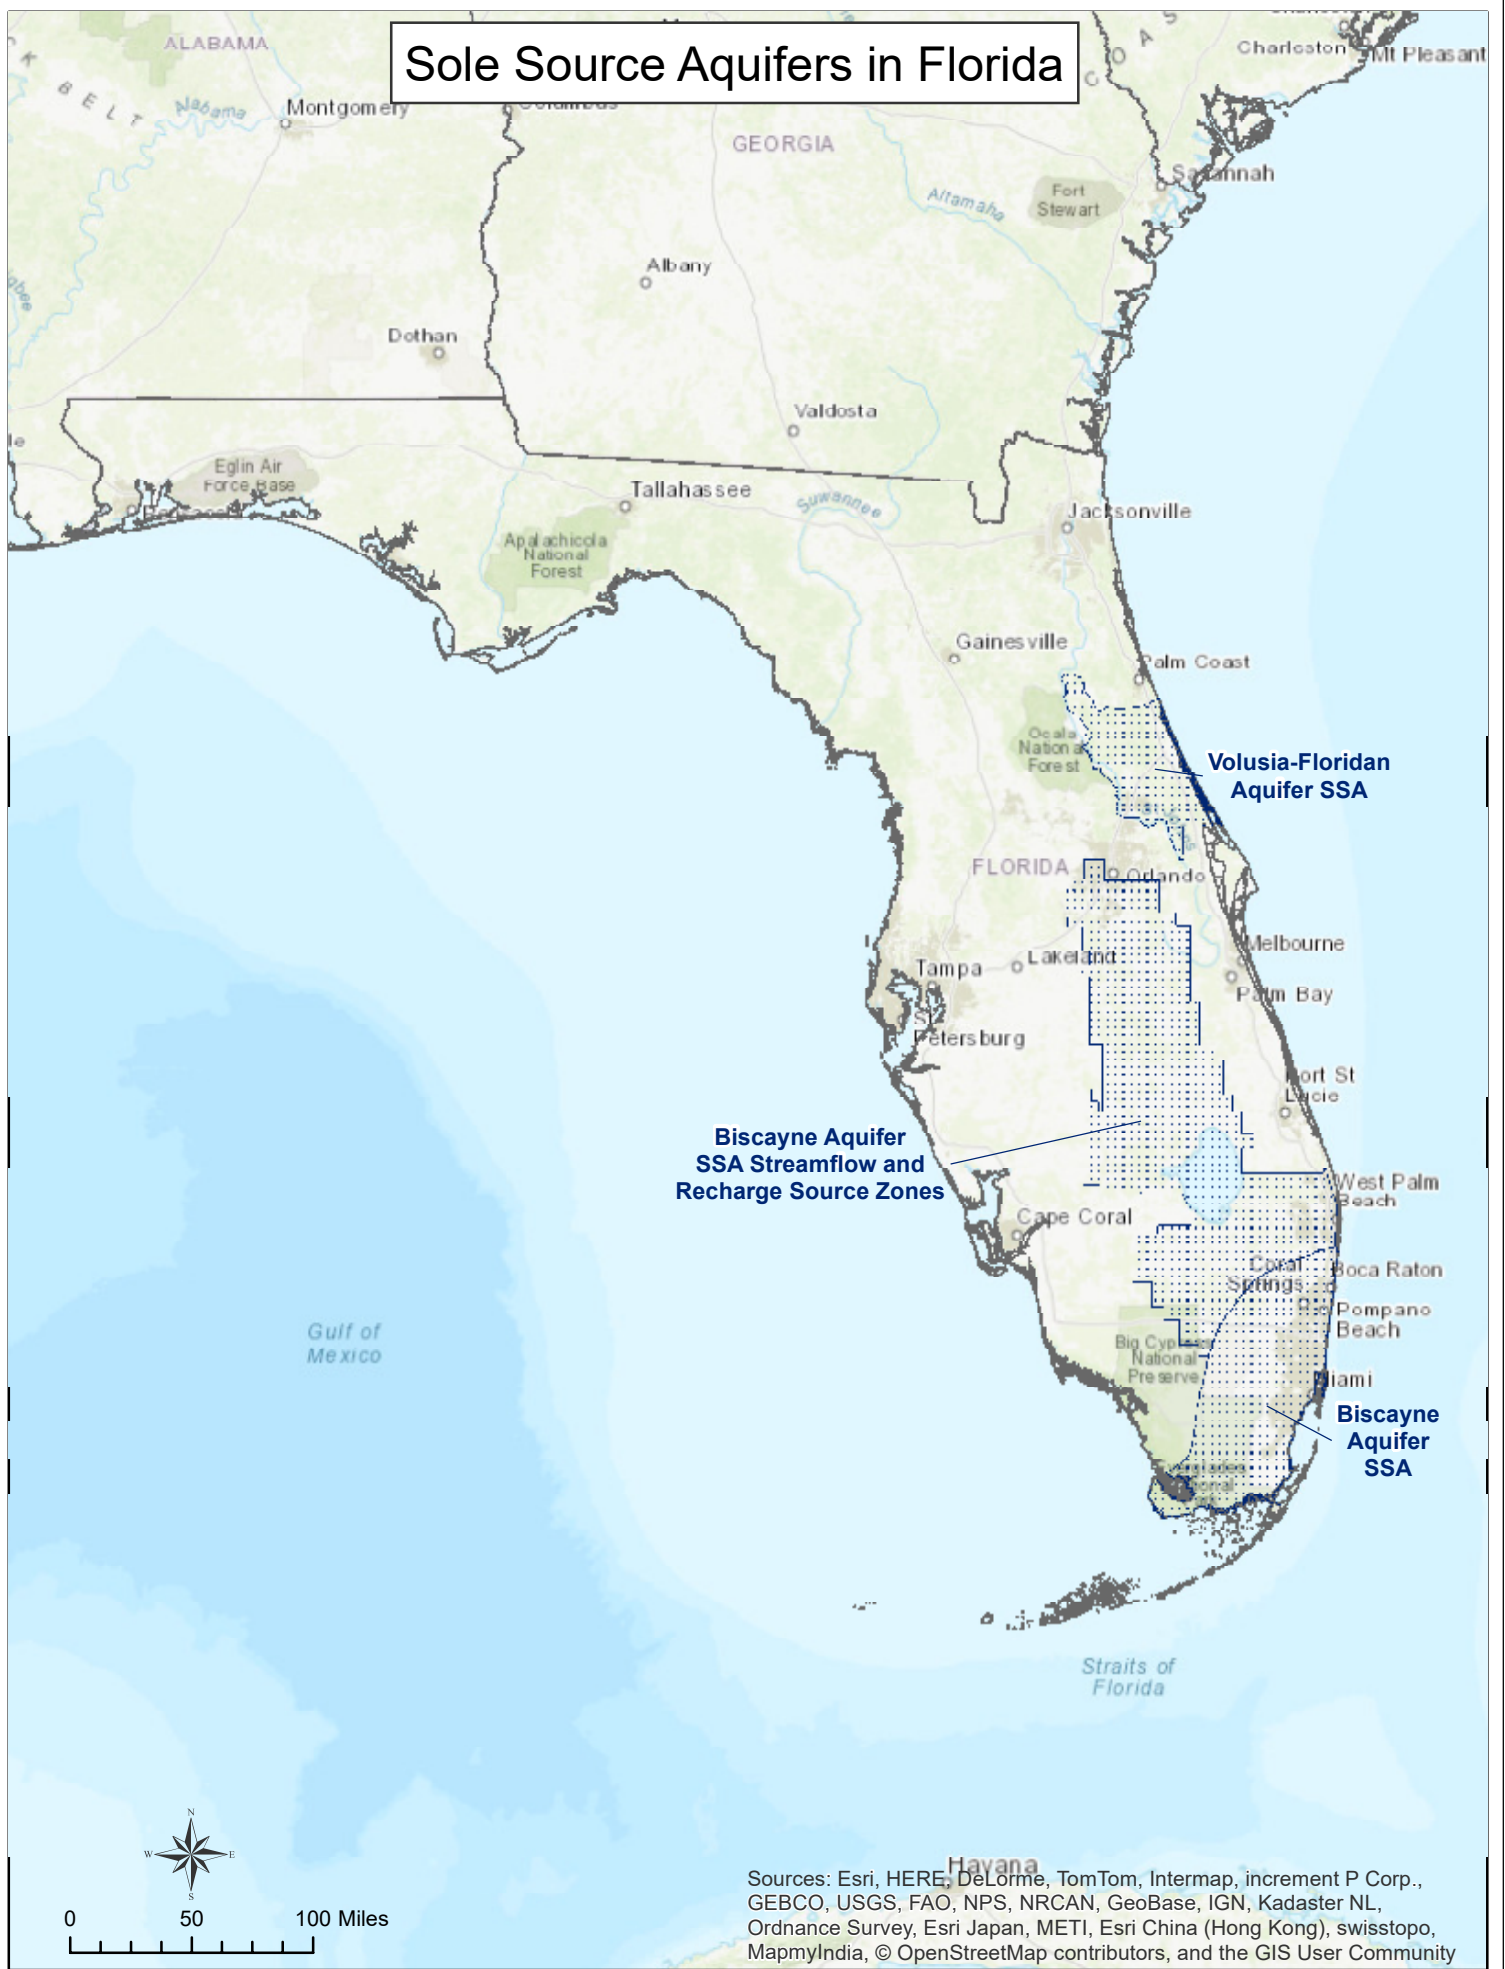 Sole Source Aquifers in Florida
ALABAMA
BELT
Alabama
Montgomery
GEORGIA
Charleston
Mt Pleasant
Savannah
Fort
Stewart
Altamaha
Albany
Dothan
Valdosta
Eglin Air
Force Base
Tallahassee
Suwannee
Jacksonville
Apalachicola
National
Forest
Gainesville
Palm Coast
Ocala
National
Forest
Volusia-Floridan
Aquifer SSA
FLORIDA
Orlando
Melbourne
Lakeland
Tampa
Palm Bay
St
Petersburg
Port St
Lucie
Biscayne Aquifer
SSA Streamflow and
Recharge Source Zones
West Palm
Beach
Cape Coral
Coral
Springs
Boca Raton
Pompano
Beach
Gulf of
Mexico
Big Cypress
National
Preserve
Miami
Biscayne
Aquifer
SSA
Everglades
Straits of
Florida
N
W
E
S
Havana
0
50
100 Miles
Sources: Esri, HERE, DeLorme, TomTom, Intermap, increment P Corp.,
GEBCO, USGS, FAO, NPS, NRCAN, GeoBase, IGN, Kadaster NL,
Ordnance Survey, Esri Japan, METI, Esri China (Hong Kong), swisstopo,
MapmyIndia, © OpenStreetMap contributors, and the GIS User Community